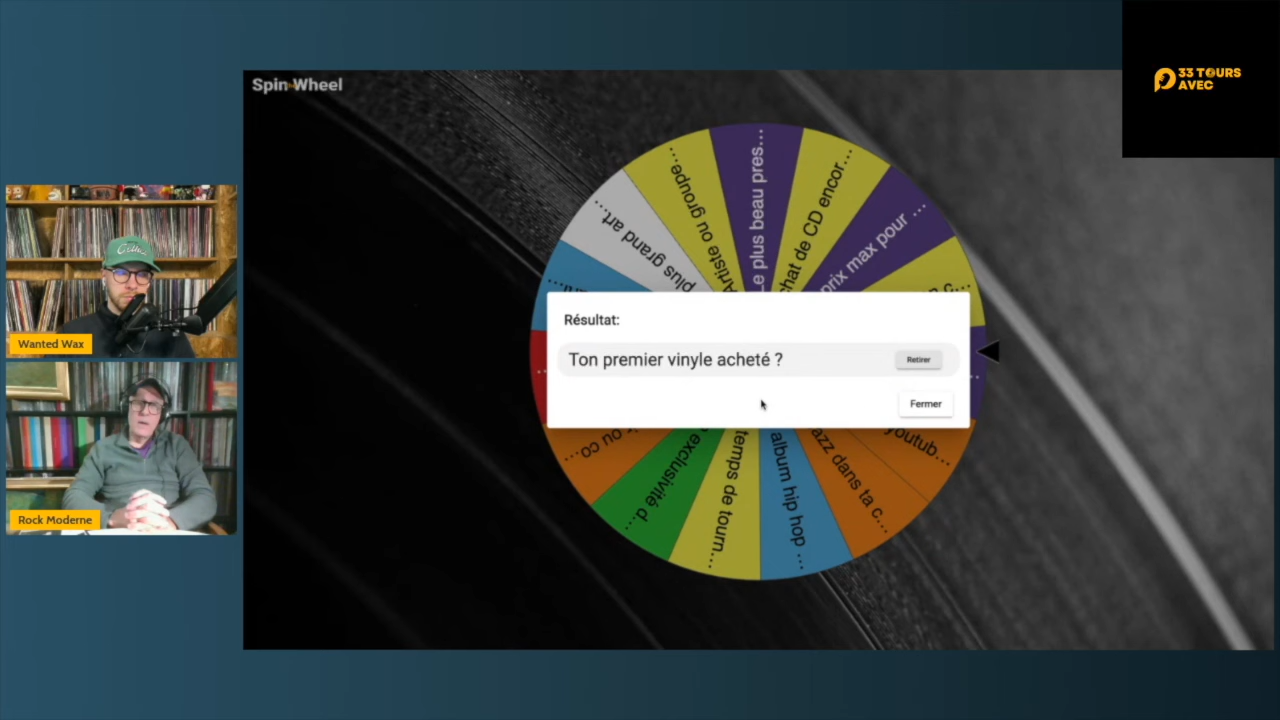 Spin Wheel
33 TOURS
AVEC
plus grand art...
Artiste ou groupe...
Le plus beau pres...
hat de CD encor...
prix max pour ...
Résultat:
Ton premier vinyle acheté ?
Retirer
Fermer
ou co...
exclusivité d...
temps de tourn...
album hip hop ...
azz dans ta c...
youtub...
Wanted Wax
Rock Moderne